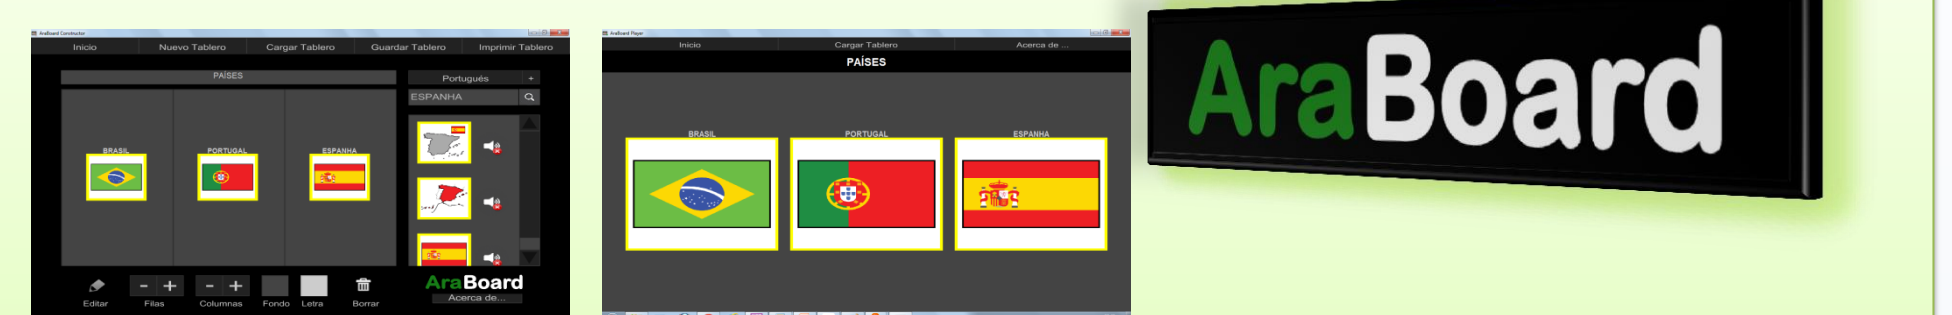 AraBoard Constructor
Inicio Nuevo Tablero Cargar Tablero Guardar Tablero Imprimir Tablero
PAÍSES
Portugués +
ESPANHA
BRASIL PORTUGAL ESPANHA
Editar - + Filas - + Columnas Fondo Letra Borrar
AraBoard
Acerca de...
AraBoard Player
Inicio Cargar Tablero Acerca de ...
PAÍSES
BRASIL PORTUGAL ESPANHA
AraBoard